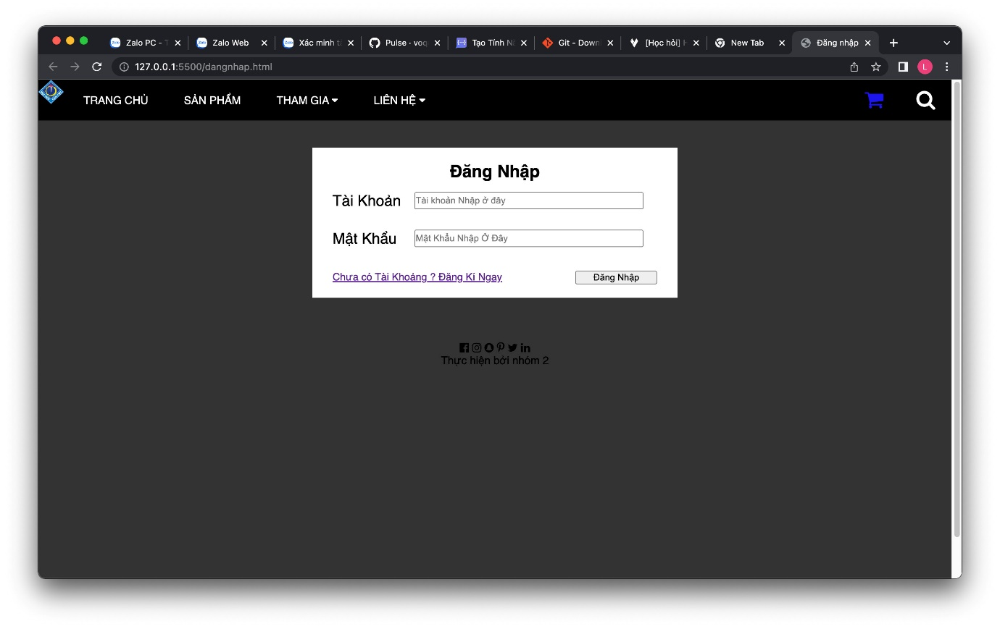 Zalo PC - T
Zalo Web
Xác minh tà
Pulse · voq
Tạo Tính Nă
Git - Downl
[Học hỏi] H
New Tab
Đăng nhập
127.0.0.1:5500/dangnhap.html
L
TRANG CHỦ
SẢN PHẨM
THAM GIA
LIÊN HỆ
Đăng Nhập
Tài Khoản
Tài khoản Nhập ở đây
Mật Khẩu
Mật Khẩu Nhập Ở Đây
Chưa có Tài Khoảng ? Đăng Kí Ngay
Đăng Nhập
Thực hiện bởi nhóm 2